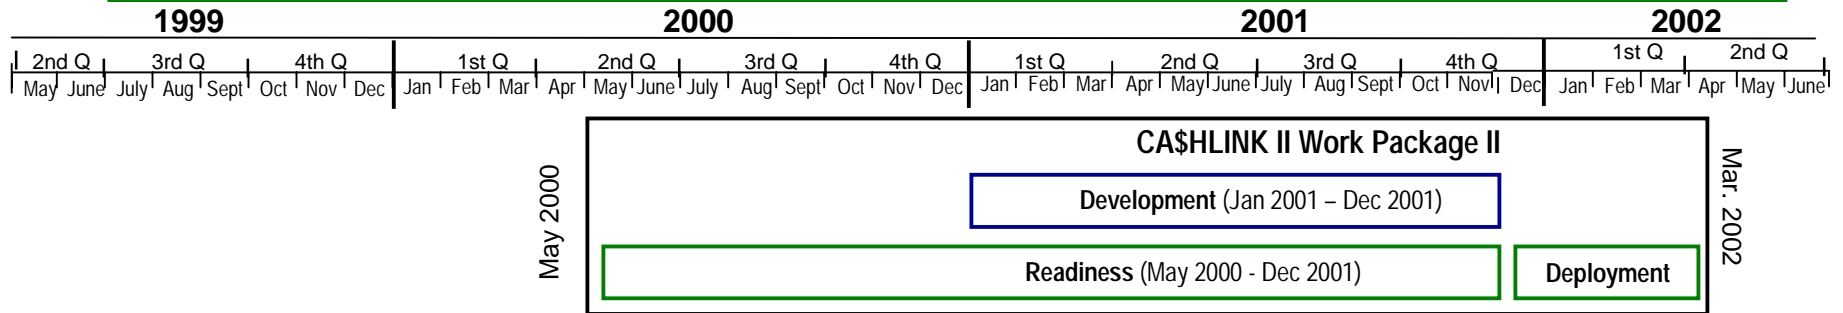 1999 2000 2001 2002
2nd Q 3rd Q 4th Q 1st Q 2nd Q 3rd Q 4th Q 1st Q 2nd Q 3rd Q 4th Q 1st Q 2nd Q
May June July Aug Sept Oct Nov Dec Jan Feb Mar Apr May June July Aug Sept Oct Nov Dec Jan Feb Mar Apr May June July Aug Sept Oct Nov Dec Jan Feb Mar Apr May June
CA$HLINK II Work Package II
May 2000
Development (Jan 2001 – Dec 2001)
Mar. 2002
Readiness (May 2000 - Dec 2001)
Deployment